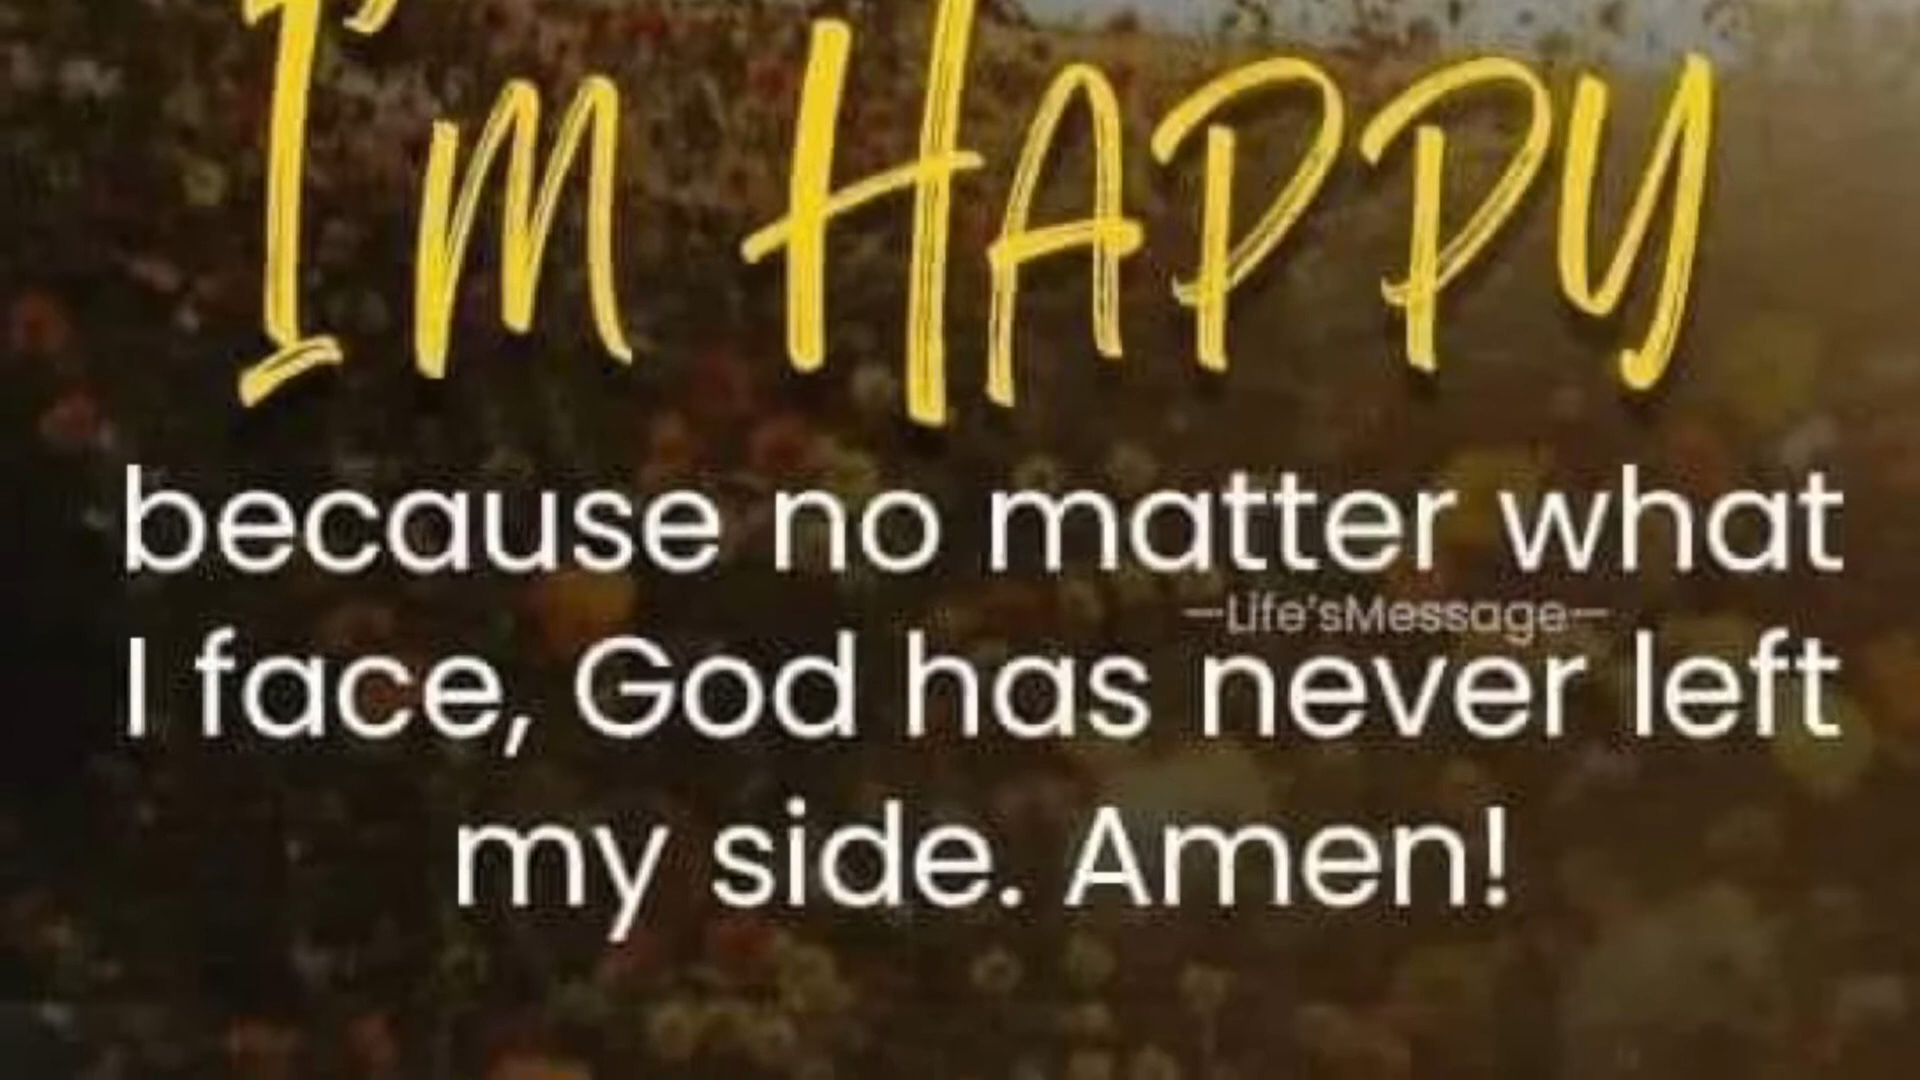 I'm HAPPY
because no matter what
—Life'sMessage—
I face, God has never left
my side. Amen!